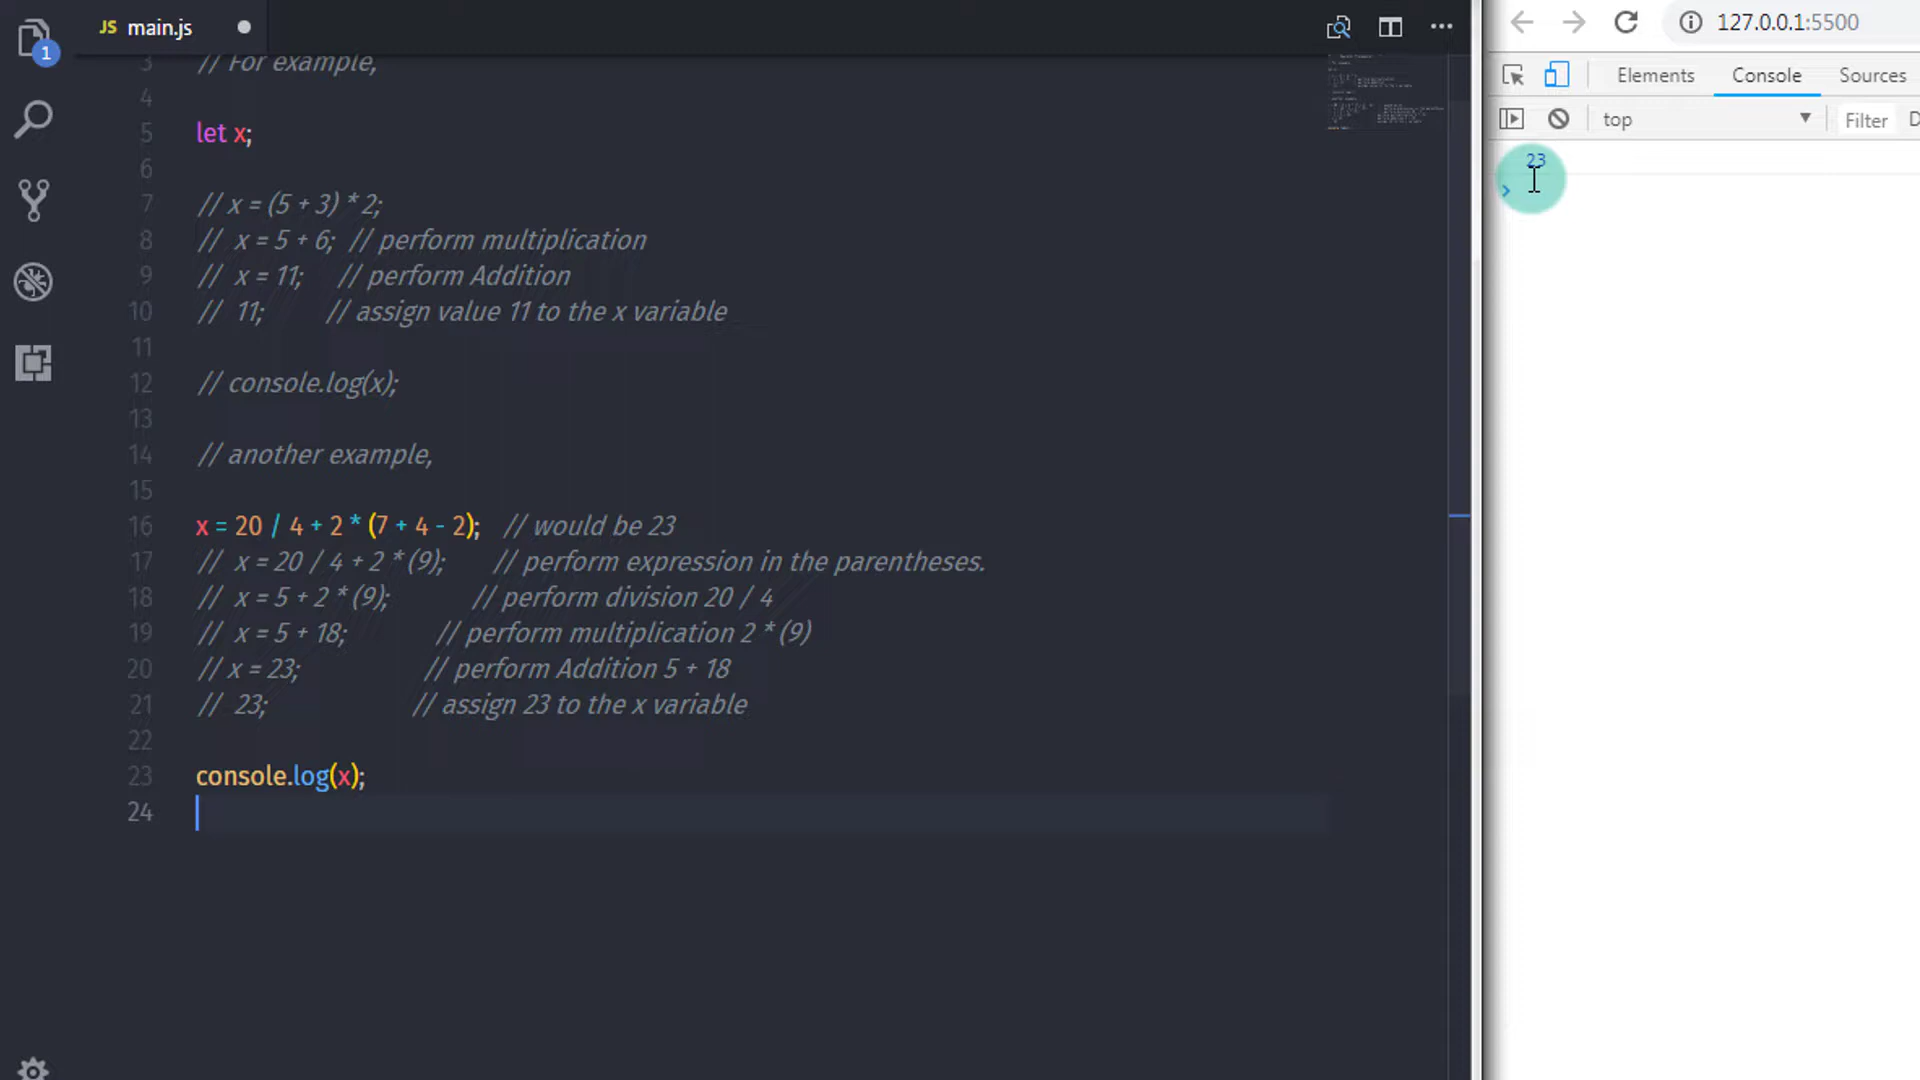 JS main.js
1
3 // For example,
4
5 let x;
6
7 // x = (5 + 3) * 2;
8 //  x = 5 + 6;  // perform multiplication
9 //  x = 11;   // perform Addition
10 //  11;      // assign value 11 to the x variable
11
12 // console.log(x);
13
14 // another example,
15
16 x = 20 / 4 + 2 * (7 + 4 - 2);  // would be 23
17 //  x = 20 / 4 + 2 * (9);    // perform expression in the parentheses.
18 //  x = 5 + 2 * (9);       // perform division 20 / 4
19 //  x = 5 + 18;        // perform multiplication 2 * (9)
20 // x = 23;           // perform Addition 5 + 18
21 //  23;            // assign 23 to the x variable
22
23 console.log(x);
24
127.0.0.1:5500
Elements Console Sources
top Filter D
23